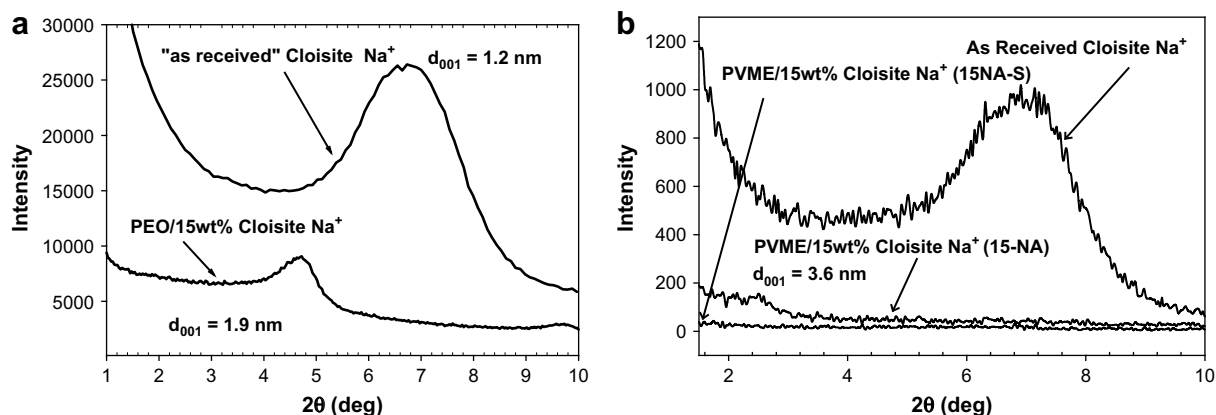 a
30000
25000
20000
15000
10000
5000
Intensity
"as received" Cloisite Na⁺
d₀₀₁ = 1.2 nm
PEO/15wt% Cloisite Na⁺
d₀₀₁ = 1.9 nm
1 2 3 4 5 6 7 8 9 10
2θ (deg)
b
1200
1000
800
600
400
200
0
Intensity
As Received Cloisite Na⁺
PVME/15wt% Cloisite Na⁺ (15NA-S)
PVME/15wt% Cloisite Na⁺ (15-NA)
d₀₀₁ = 3.6 nm
2 4 6 8 10
2θ (deg)